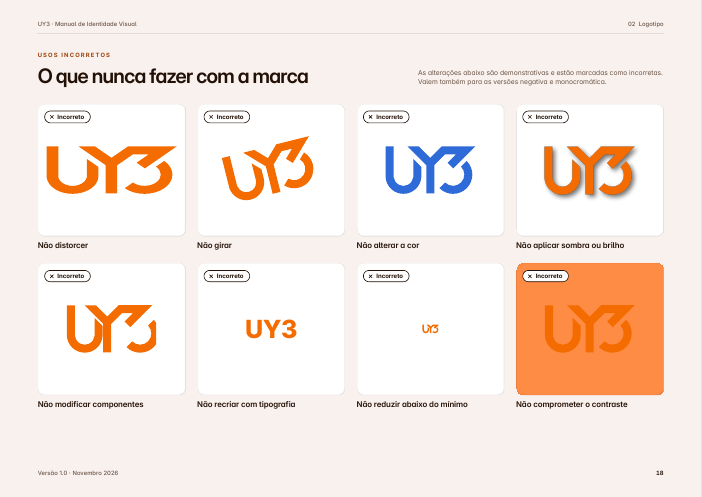 UY3 · Manual de Identidade Visual
02 Logotipo
USOS INCORRETOS
O que nunca fazer com a marca
As alterações abaixo são demonstrativas e estão marcadas como incorretas.
Valem também para as versões negativa e monocromática.
× Incorreto
UY3
Não distorcer
× Incorreto
UY3
Não girar
× Incorreto
UY3
Não alterar a cor
× Incorreto
UY3
Não aplicar sombra ou brilho
× Incorreto
UY3
Não modificar componentes
× Incorreto
UY3
Não recriar com tipografia
× Incorreto
UY3
Não reduzir abaixo do mínimo
× Incorreto
UY3
Não comprometer o contraste
Versão 1.0 · Novembro 2026
18